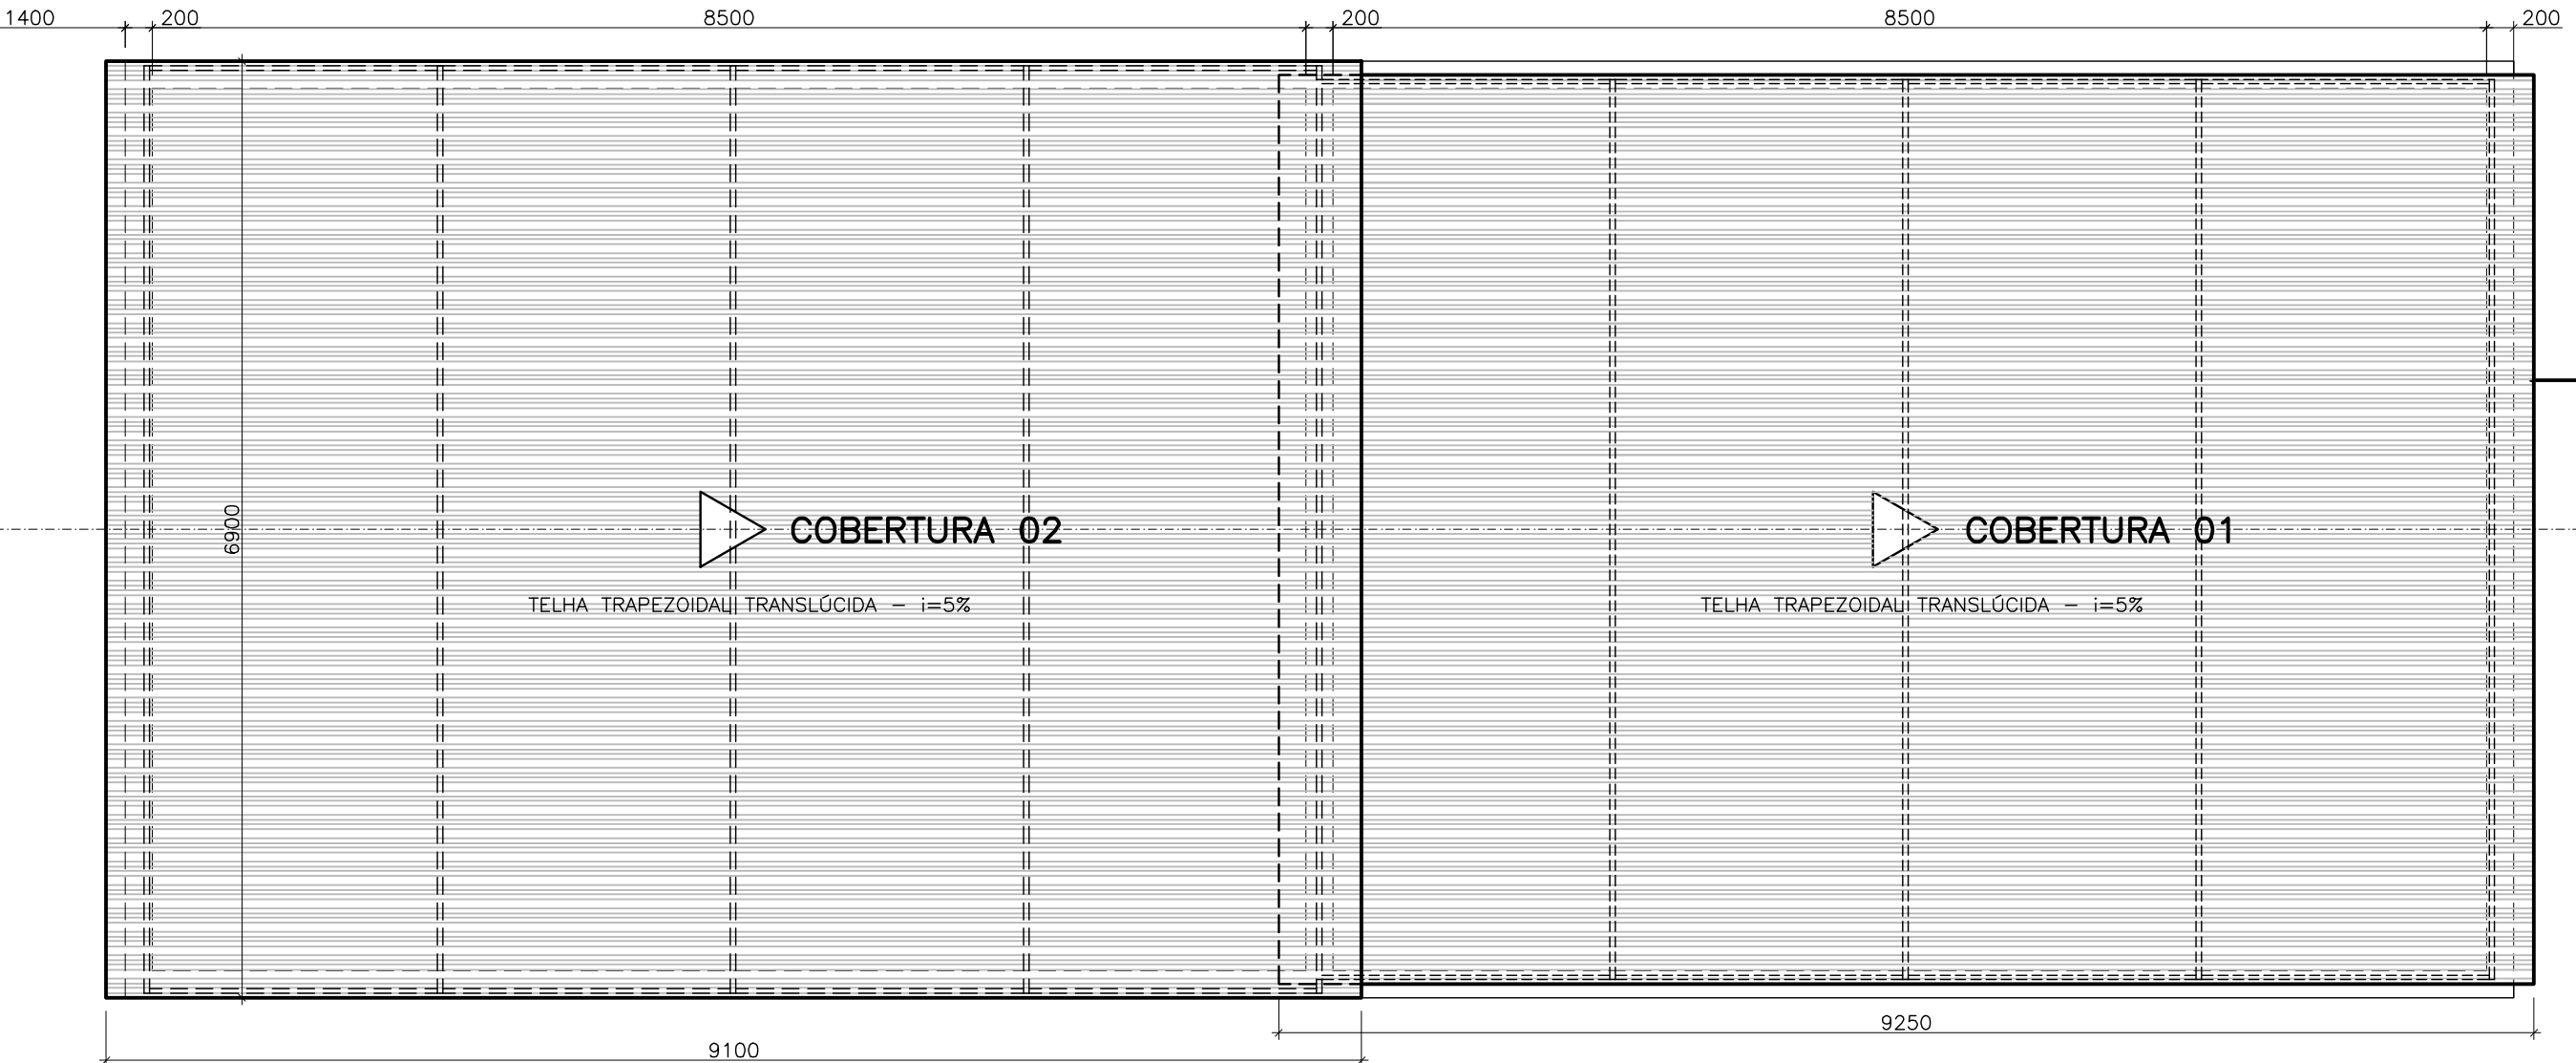 1400 200 8500 200 8500 200
6900
COBERTURA 02 COBERTURA 01
TELHA TRAPEZOIDAL TRANSLÚCIDA – i=5% TELHA TRAPEZOIDAL TRANSLÚCIDA – i=5%
9250
9100